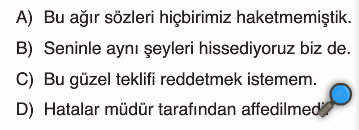 A) Bu ağır sözleri hiçbirimiz haketmemiştik.
B) Seninle aynı şeyleri hissediyoruz biz de.
C) Bu güzel teklifi reddetmek istemem.
D) Hatalar müdür tarafından